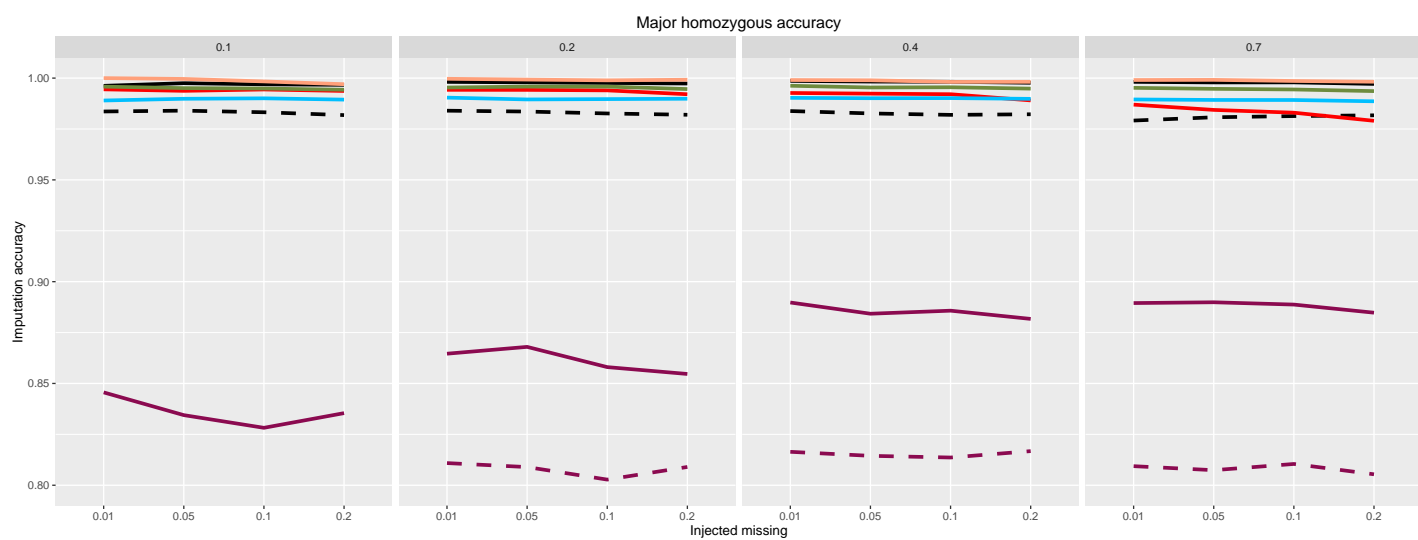 Major homozygous accuracy
0.1 0.2 0.4 0.7
1.00
0.95
0.90
0.85
0.80
Imputation accuracy
0.01 0.05 0.1 0.2 0.01 0.05 0.1 0.2 0.01 0.05 0.1 0.2 0.01 0.05 0.1 0.2
Injected missing